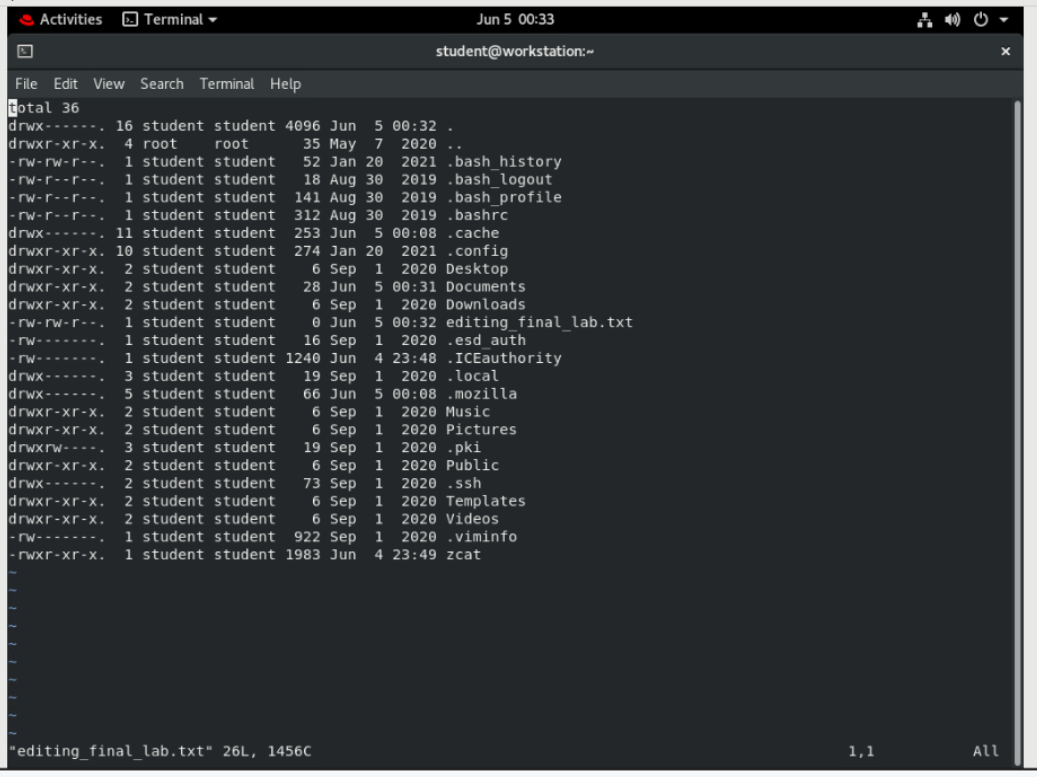 Activities Terminal Jun 5 00:33
student@workstation:~ ×
File Edit View Search Terminal Help
total 36
drwx------. 16 student student 4096 Jun  5 00:32 .
drwxr-xr-x.  4 root    root      35 May  7  2020 ..
-rw-rw-r--.  1 student student   52 Jan 20  2021 .bash_history
-rw-r--r--.  1 student student   18 Aug 30  2019 .bash_logout
-rw-r--r--.  1 student student  141 Aug 30  2019 .bash_profile
-rw-r--r--.  1 student student  312 Aug 30  2019 .bashrc
drwx------. 11 student student  253 Jun  5 00:08 .cache
drwxr-xr-x. 10 student student  274 Jan 20  2021 .config
drwxr-xr-x.  2 student student    6 Sep  1  2020 Desktop
drwxr-xr-x.  2 student student   28 Jun  5 00:31 Documents
drwxr-xr-x.  2 student student    6 Sep  1  2020 Downloads
-rw-rw-r--.  1 student student    0 Jun  5 00:32 editing_final_lab.txt
-rw-------.  1 student student   16 Sep  1  2020 .esd_auth
-rw-------.  1 student student 1240 Jun  4 23:48 .ICEauthority
drwx------.  3 student student   19 Sep  1  2020 .local
drwx------.  5 student student   66 Jun  5 00:08 .mozilla
drwxr-xr-x.  2 student student    6 Sep  1  2020 Music
drwxr-xr-x.  2 student student    6 Sep  1  2020 Pictures
drwxrw----.  3 student student   19 Sep  1  2020 .pki
drwxr-xr-x.  2 student student    6 Sep  1  2020 Public
drwx------.  2 student student   73 Sep  1  2020 .ssh
drwxr-xr-x.  2 student student    6 Sep  1  2020 Templates
drwxr-xr-x.  2 student student    6 Sep  1  2020 Videos
-rw-------.  1 student student  922 Sep  1  2020 .viminfo
-rwxr-xr-x.  1 student student 1983 Jun  4 23:49 zcat
~
~
~
~
~
~
~
~
~
~
"editing_final_lab.txt" 26L, 1456C 1,1 All